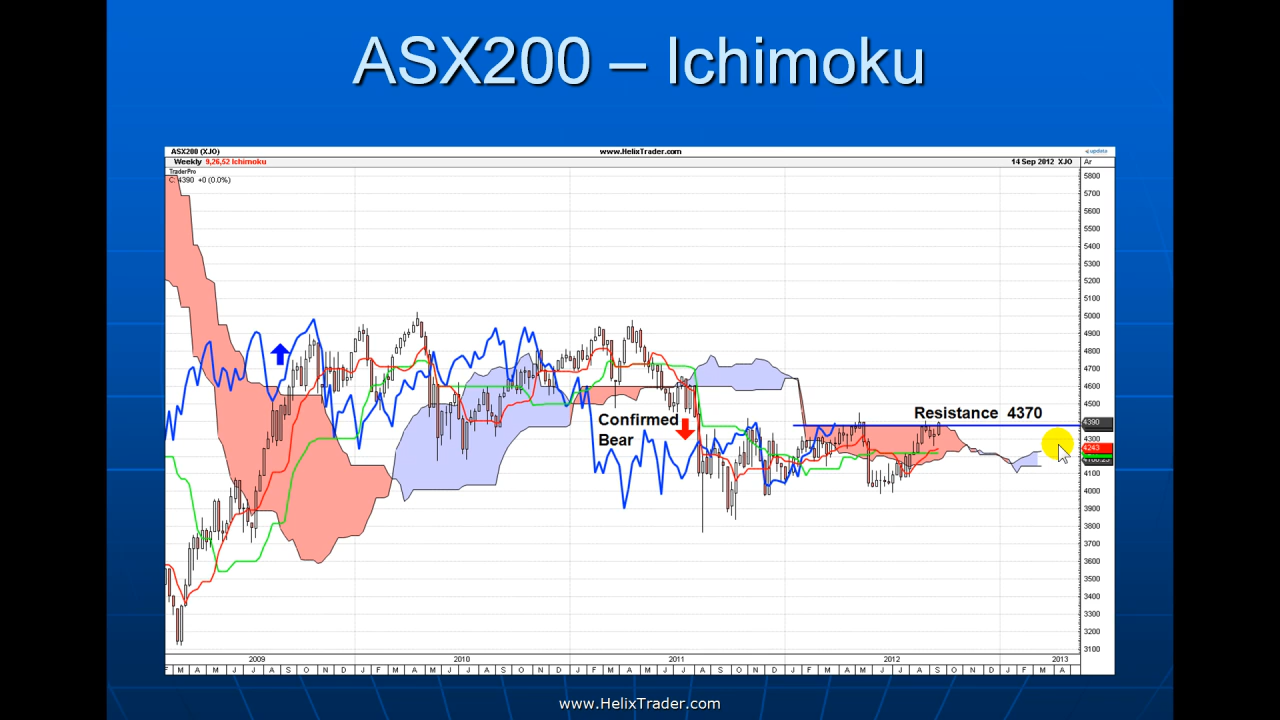 ASX200 – Ichimoku
ASX200 (XJO) www.HelixTrader.com update
Weekly 9,26,52 Ichimoku 14 Sep 2012 XJO Ar
TraderPro
C: 4390 +0 (0.0%)
5800
5700
5600
5500
5400
5300
5200
5100
5000
4900
4800
4700
4600
4500
Confirmed
Bear
Resistance 4370
4390
4300
4243
4100
4000
3900
3800
3700
3600
3500
3400
3300
3200
3100
2009 2010 2011 2012 2013
F M A M J J A S O N D J F M A M J J A S O N D J F M A M J J A S O N D J F M A M J J A S O N D J F M A
www.HelixTrader.com